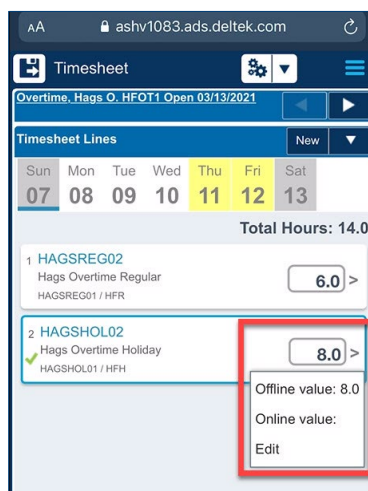 AA ashv1083.ads.deltek.com
Timesheet
Overtime, Hags O. HFOT1 Open 03/13/2021
Timesheet Lines New
Sun Mon Tue Wed Thu Fri Sat
07 08 09 10 11 12 13
Total Hours: 14.0
1 HAGSREG02
Hags Overtime Regular 6.0 >
HAGSREG01 / HFR
2 HAGSHOL02
Hags Overtime Holiday 8.0 >
HAGSHOL01 / HFH
Offline value: 8.0
Online value:
Edit